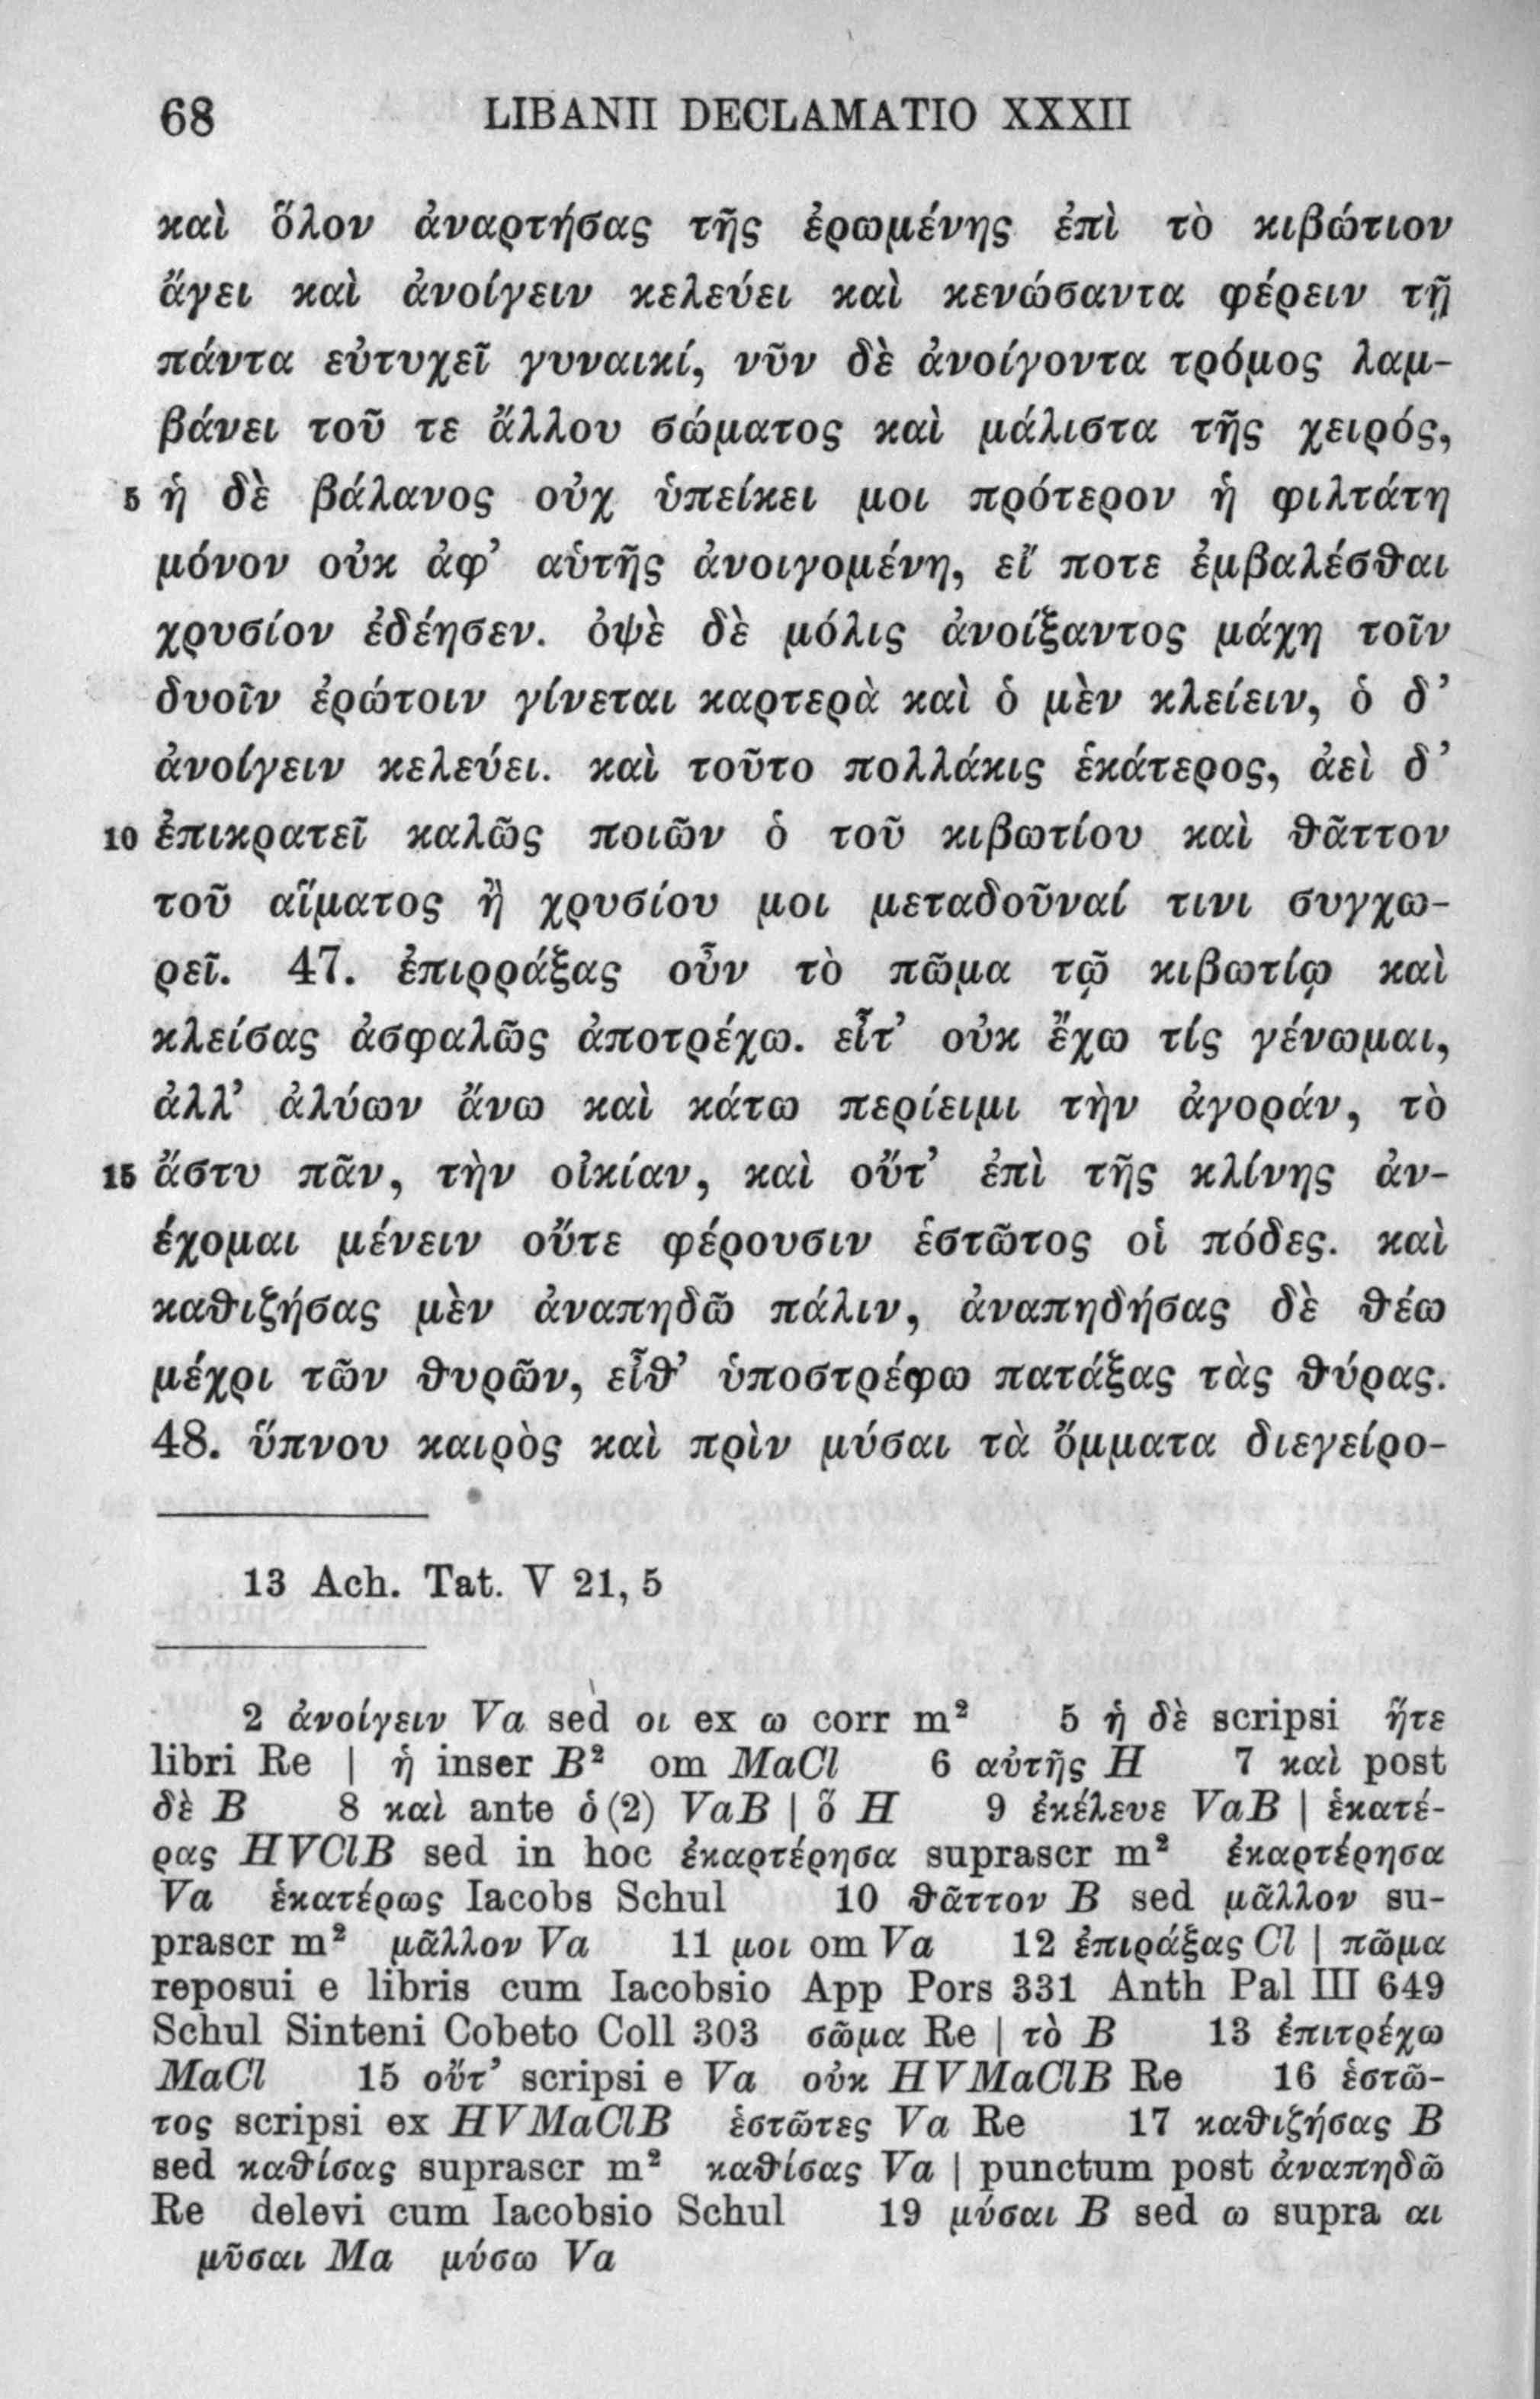 68 LIBANII DECLAMATIO XXXII
καὶ ὅλον ἀναρτήσας τῆς ἐρωμένης ἐπὶ τὸ κιβώτιον
ἄγει καὶ ἀνοίγειν κελεύει καὶ κενώσαντα φέρειν τῇ
πάντα εὐτυχεῖ γυναικί, νῦν δὲ ἀνοίγοντα τρόμος λαμ-
βάνει τοῦ τε ἄλλου σώματος καὶ μάλιστα τῆς χειρός,
5 ἡ δὲ βάλανος οὐχ ὑπείκει μοι πρότερον ἡ φιλτάτη
μόνον οὐκ ἀφ’ αὑτῆς ἀνοιγομένη, εἴ ποτε ἐμβαλέσθαι
χρυσίον ἐδέησεν. ὀψὲ δὲ μόλις ἀνοίξαντος μάχη τοῖν
δυοῖν ἐρώτοιν γίνεται καρτερὰ καὶ ὁ μὲν κλείειν, ὁ δ’
ἀνοίγειν κελεύει. καὶ τοῦτο πολλάκις ἑκάτερος, ἀεὶ δ’
10 ἐπικρατεῖ καλῶς ποιῶν ὁ τοῦ κιβωτίου καὶ θᾶττον
τοῦ αἵματος ἢ χρυσίου μοι μεταδοῦναί τινι συγχω-
ρεῖ. 47. ἐπιρράξας οὖν τὸ πῶμα τῷ κιβωτίῳ καὶ
κλείσας ἀσφαλῶς ἀποτρέχω. εἶτ’ οὐκ ἔχω τίς γένωμαι,
ἀλλ’ ἀλύων ἄνω καὶ κάτω περίειμι τὴν ἀγοράν, τὸ
15 ἄστυ πᾶν, τὴν οἰκίαν, καὶ οὔτ’ ἐπὶ τῆς κλίνης ἀν-
έχομαι μένειν οὔτε φέρουσιν ἑστῶτος οἱ πόδες. καὶ
καθιζήσας μὲν ἀναπηδῶ πάλιν, ἀναπηδήσας δὲ θέω
μέχρι τῶν θυρῶν, εἶθ’ ὑποστρέφω πατάξας τὰς θύρας.
48. ὕπνου καιρὸς καὶ πρὶν μύσαι τὰ ὄμματα διεγείρο-
13 Ach. Tat. V 21, 5
2 ἀνοίγειν Va sed οι ex ω corr m² 5 ἡ δὲ scripsi ἥτε
libri Re | ἡ inser B² om MaCl 6 αὐτῆς H 7 καὶ post
δὲ B 8 καὶ ante ὁ (2) VaB | ὅ H 9 ἐκέλευε VaB | ἑκατέ-
ρας HVClB sed in hoc ἐκαρτέρησα suprascr m² ἐκαρτέρησα
Va ἑκατέρως Iacobs Schul 10 θᾶττον B sed μᾶλλον su-
prascr m² μᾶλλον Va 11 μοι om Va 12 ἐπιράξας Cl | πῶμα
reposui e libris cum Iacobsio App Pors 331 Anth Pal III 649
Schul Sinteni Cobeto Coll 303 σῶμα Re | τὸ B 13 ἐπιτρέχω
MaCl 15 οὔτ’ scripsi e Va οὐκ HVMaClB Re 16 ἑστῶ-
τος scripsi ex HVMaClB ἑστῶτες Va Re 17 καθιζήσας B
sed καθίσας suprascr m² καθίσας Va | punctum post ἀναπηδῶ
Re delevi cum Iacobsio Schul 19 μύσαι B sed ω supra αι
μῦσαι Ma μύσω Va